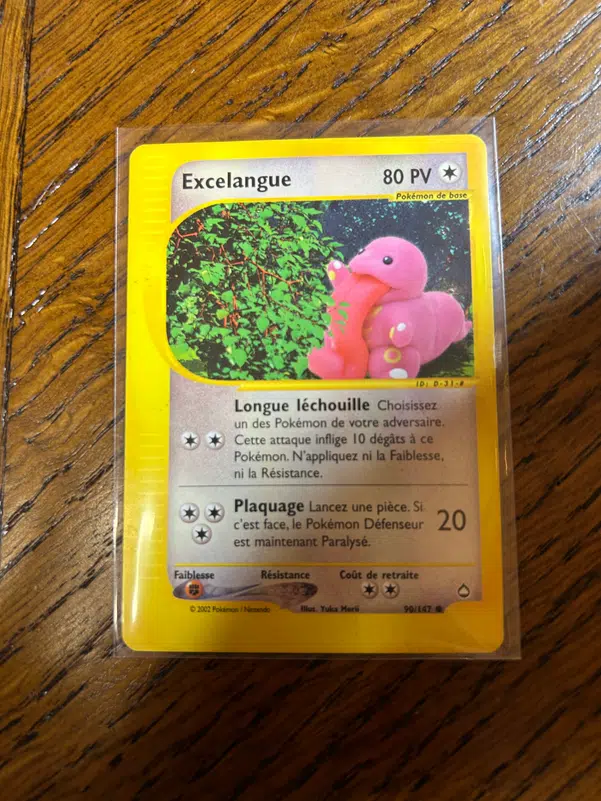 Excelangue 80 PV
Pokémon de base
ID: D-31-#
Longue léchouille Choisissez
un des Pokémon de votre adversaire.
Cette attaque inflige 10 dégâts à ce
Pokémon. N'appliquez ni la Faiblesse,
ni la Résistance.
Plaquage Lancez une pièce. Si
c'est face, le Pokémon Défenseur 20
est maintenant Paralysé.
Faiblesse Résistance Coût de retraite
© 2002 Pokémon / Nintendo Illus. Yuka Morii 90/147